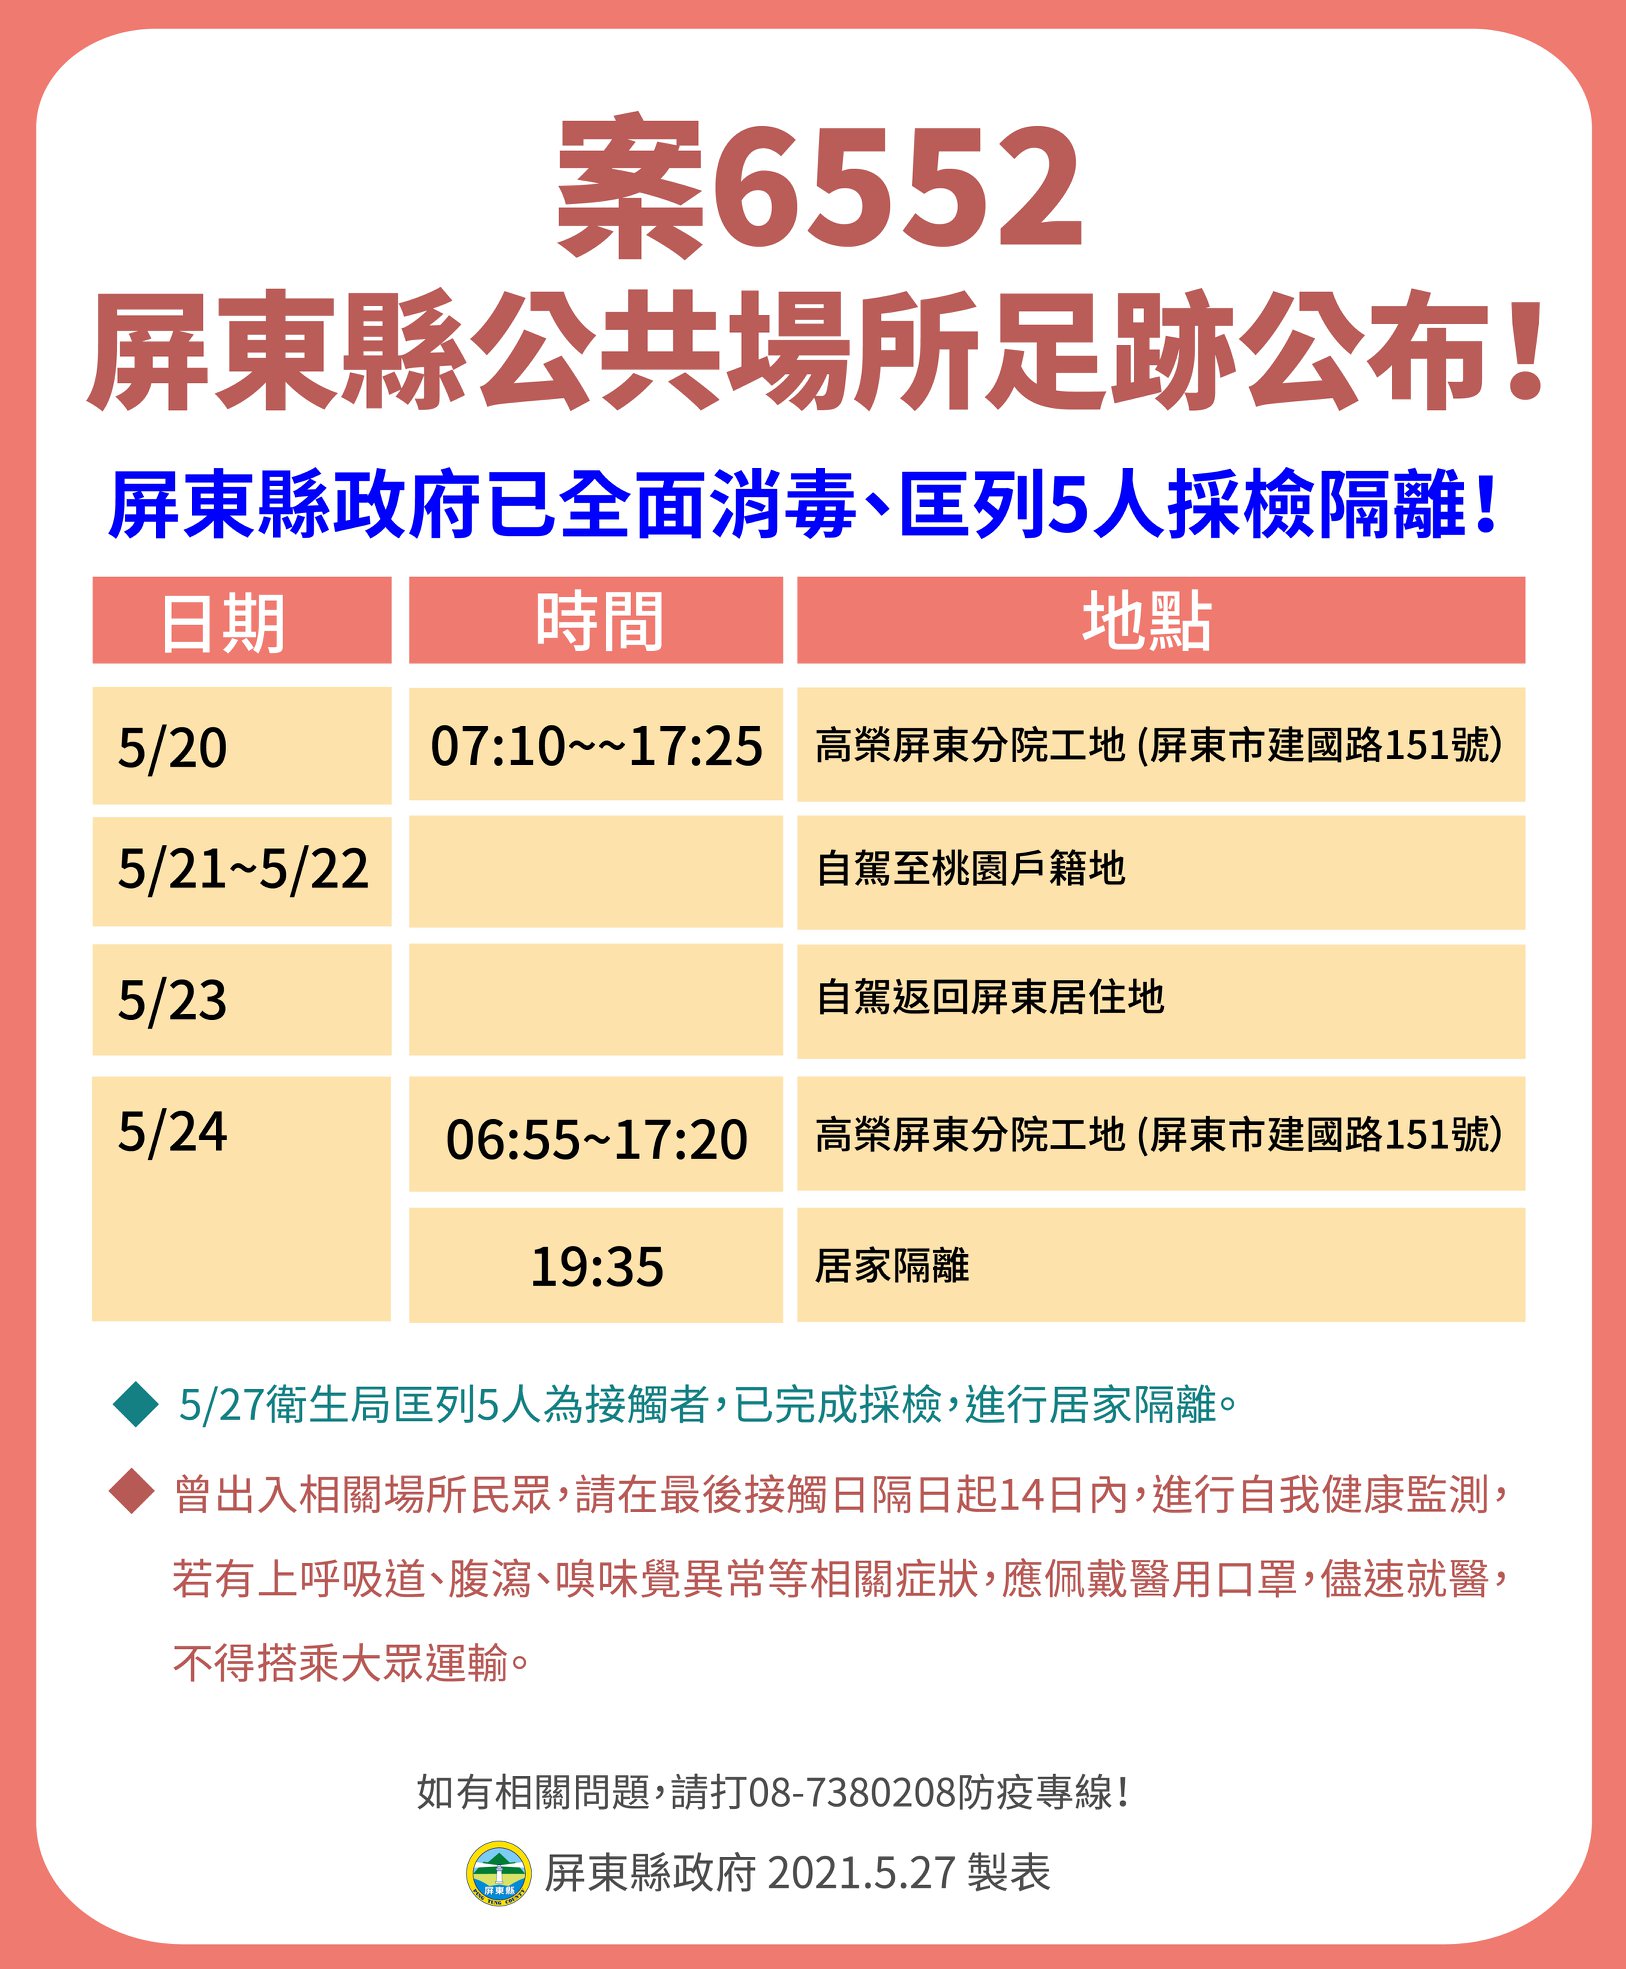 案6552
屏東縣公共場所足跡公布!
屏東縣政府已全面消毒、匡列5人採檢隔離!
日期 時間 地點
5/20 07:10~~17:25 高榮屏東分院工地 (屏東市建國路151號)
5/21~5/22 自駕至桃園戶籍地
5/23 自駕返回屏東居住地
5/24 06:55~17:20 高榮屏東分院工地 (屏東市建國路151號)
19:35 居家隔離
◆ 5/27衛生局匡列5人為接觸者,已完成採檢,進行居家隔離。
◆ 曾出入相關場所民眾,請在最後接觸日隔日起14日內,進行自我健康監測,
若有上呼吸道、腹瀉、嗅味覺異常等相關症狀,應佩戴醫用口罩,儘速就醫,
不得搭乘大眾運輸。
如有相關問題,請打08-7380208防疫專線!
屏東縣
PING TUNG COUNTY
屏東縣政府 2021.5.27 製表